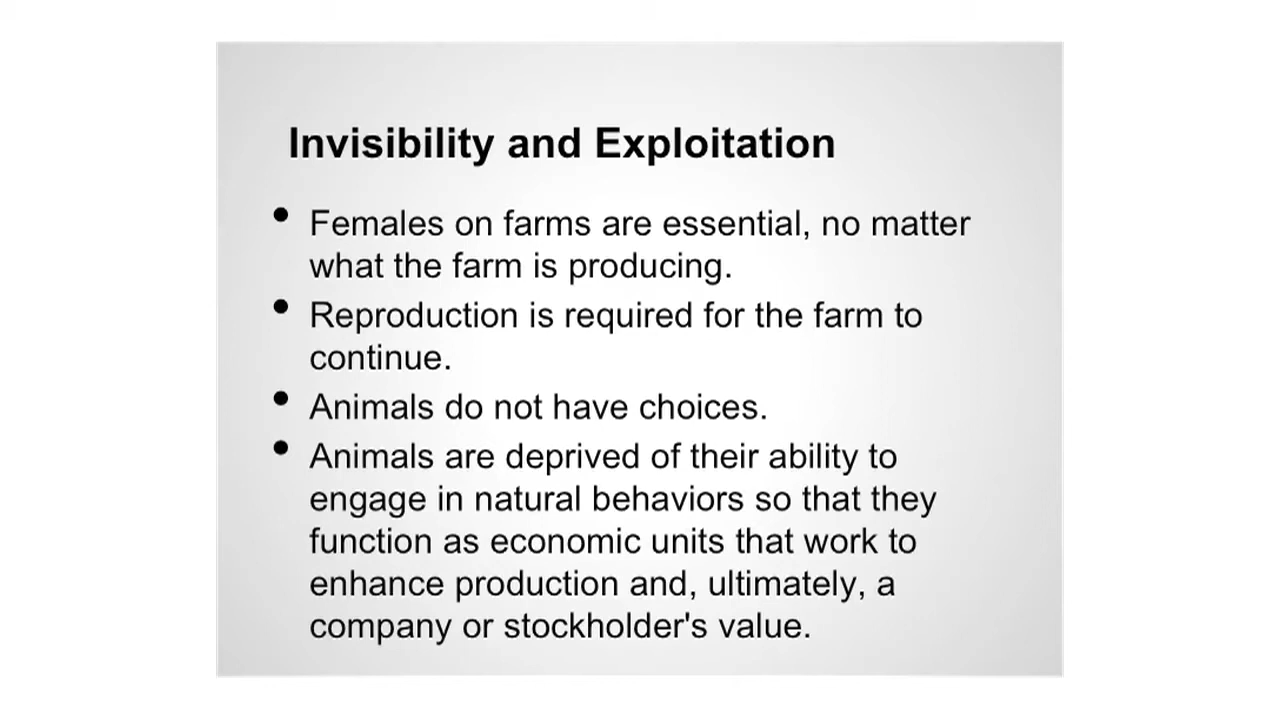 Invisibility and Exploitation
• Females on farms are essential, no matter
what the farm is producing.
• Reproduction is required for the farm to
continue.
• Animals do not have choices.
• Animals are deprived of their ability to
engage in natural behaviors so that they
function as economic units that work to
enhance production and, ultimately, a
company or stockholder's value.